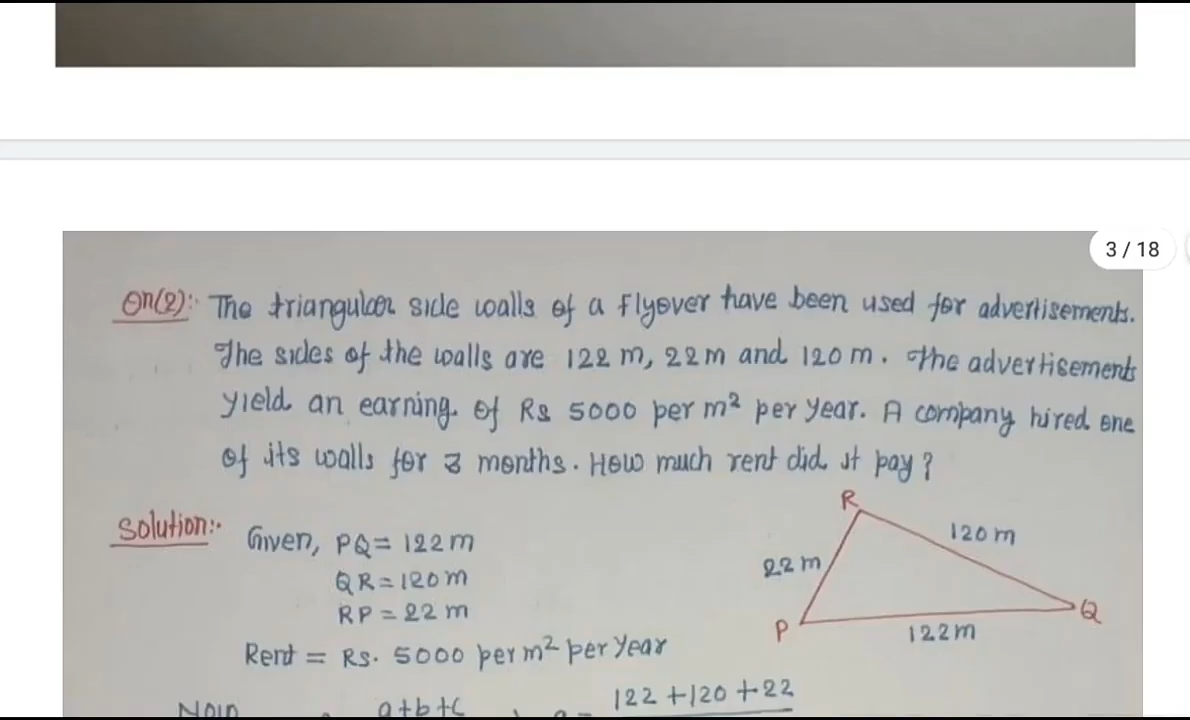 3 / 18
Qn(2):- The triangular side walls of a flyover have been used for advertisements.
The sides of the walls are 122 m, 22m and 120 m. The advertisements
yield an earning of Rs 5000 per m² per year. A company hired one
of its walls for 3 months. How much rent did it pay?
Solution:- Given, PQ = 122 m
QR = 120 m
RP = 22 m
Rent = Rs. 5000 per m² per year
R
120 m
22 m
P
Q
122 m
Now
a+b+c
122 + 120 + 22